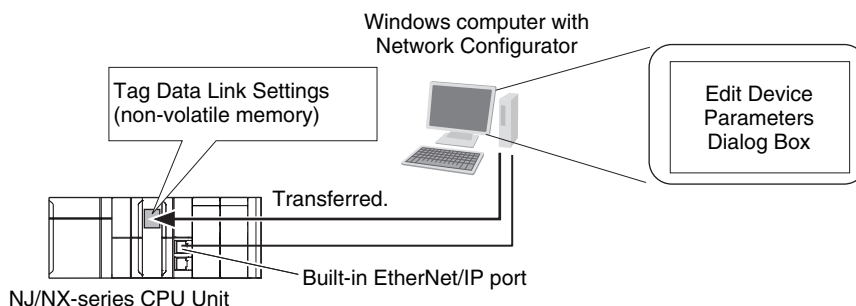 Windows computer with
Network Configurator
Tag Data Link Settings
(non-volatile memory)
Edit Device
Parameters
Dialog Box
Transferred.
Built-in EtherNet/IP port
NJ/NX-series CPU Unit